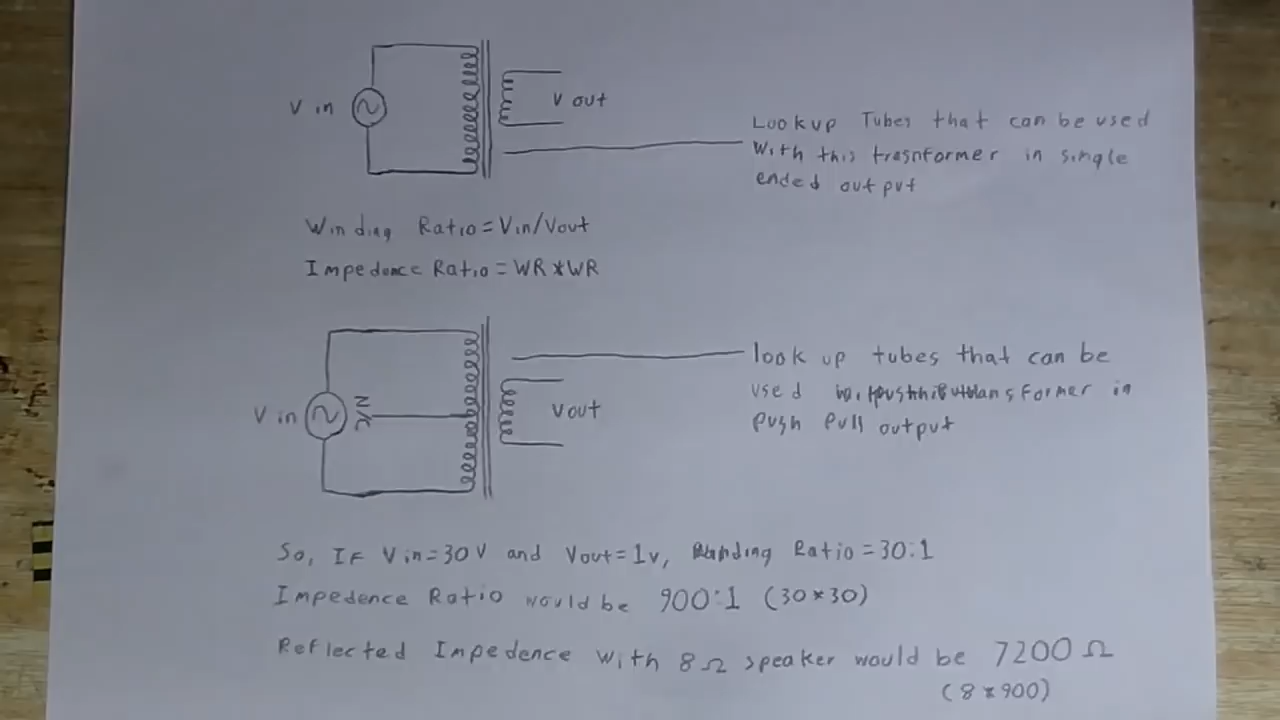 V in
V out
Lookup Tubes that can be used
With this trasnformer in single
ended output
Winding Ratio = Vin/Vout
Impedence Ratio = WR*WR
look up tubes that can be
used former in
push pull output
N/C
V in
Vout
So, IF Vin=30V and Vout=1v, Ratio = 30:1
Impedence Ratio would be 900:1 (30*30)
Reflected Impedence with 8Ω speaker would be 7200Ω
(8*900)